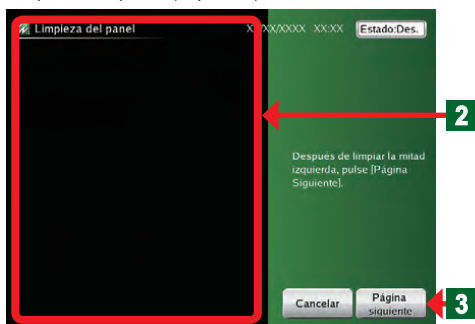 Limpieza del panel
XX/XX/XXXX XX:XX
Estado:Des.
2
Después de limpiar la mitad
izquierda, pulse [Página
Siguiente].
Cancelar
Página
siguiente
3